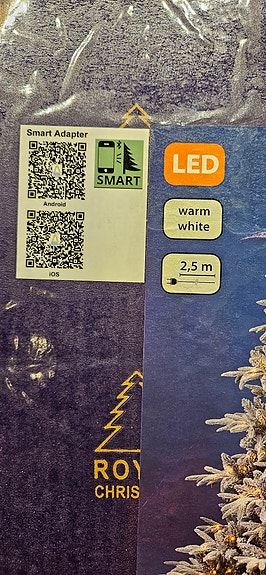 Smart Adapter
Android
iOS
SMART
LED
warm
white
2,5 m
ROY
CHRIS